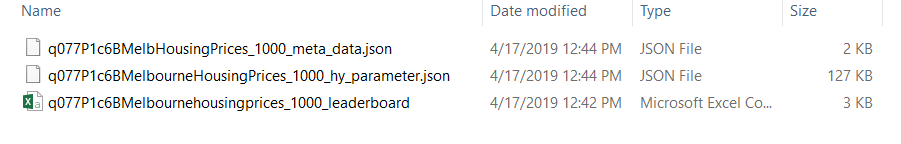 Name Date modified Type Size
q077P1c6BMelbHousingPrices_1000_meta_data.json 4/17/2019 12:44 PM JSON File 2 KB
q077P1c6BMelbourneHousingPrices_1000_hy_parameter.json 4/17/2019 12:44 PM JSON File 127 KB
q077P1c6BMelbournehousingprices_1000_leaderboard 4/17/2019 12:42 PM Microsoft Excel Co... 3 KB